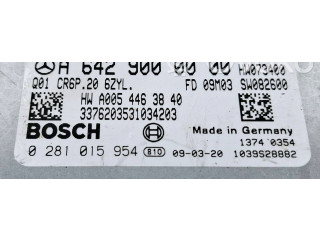 A 642 900 00 00 HW073400
Q01 CR6P.20 6ZYL. FD 09M03 SW082600
HW A005 446 38 40
3376203531034203
BOSCH Made in Germany
1374 0354
0 281 015 954 810 09-03-20 1039S28882